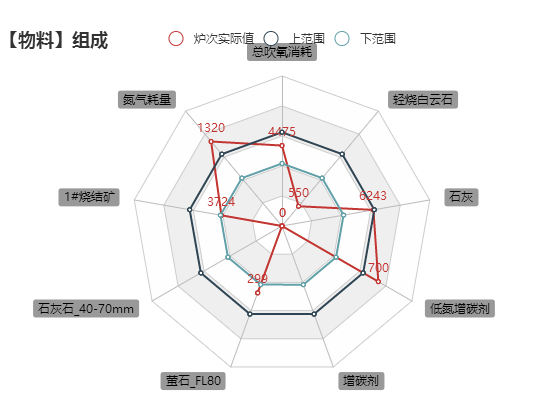 【物料】组成
炉次实际值 上范围 下范围
总吹氧消耗
氮气耗量 轻烧白云石
1320 4475
1#烧结矿 3724 550 6243 石灰
0
299 700
石灰石_40-70mm 低氮增碳剂
萤石_FL80 增碳剂